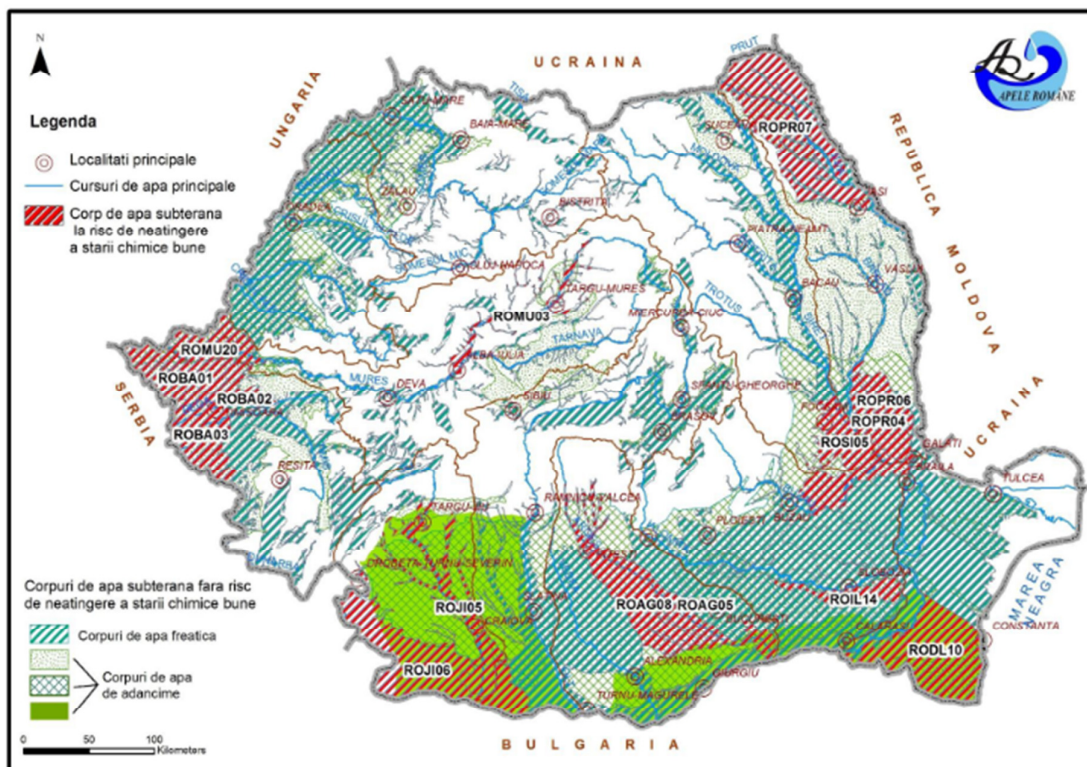 N
UCRAINA
PRUT
APELE ROMÂNE
UNGARIA
TISA
SATU-MARE
BAIA-MARE
SUCEAVA
ROPR07
REPUBLICA MOLDOVA
Legenda
Localitati principale
Cursuri de apa principale
Corp de apa subterana
la risc de neatingere
a starii chimice bune
ZALAU
BISTRITA
IASI
PIATRA-NEAMT
SOMESUL MIC
CLUJ-NAPOCA
TARGU-MURES
VASLUI
BACAU
TROTUS
ROMU03
MIERCUREA-CIUC
TARNAVA
ALBA-IULIA
ROMU20
ROBA01
MURES
DEVA
SERBIA
ROBA02
SIBIU
SFANTU-GHEORGHE
ROPR06
ROPR04
UCRAINA
ROBA03
BRASOV
ROSI05
GALATI
BRAILA
RESITA
TULCEA
RAMNICU-VALCEA
BUZAU
TARGU-JIU
PLOIESTI
DROBETA-TURNU-SEVERIN
MAREA NEAGRA
Corpuri de apa subterana fara risc
de neatingere a starii chimice bune
Corpuri de apa freatica
Corpuri de apa
de adancime
ROJI05
SLATINA
CRAIOVA
ROAG08
ROAG05
BUCURESTI
ROIL14
CALARASI
CONSTANTA
RODL10
ROJI06
ALEXANDRIA
GIURGIU
TURNU-MAGURELE
0 50 100
Kilometers
BULGARIA